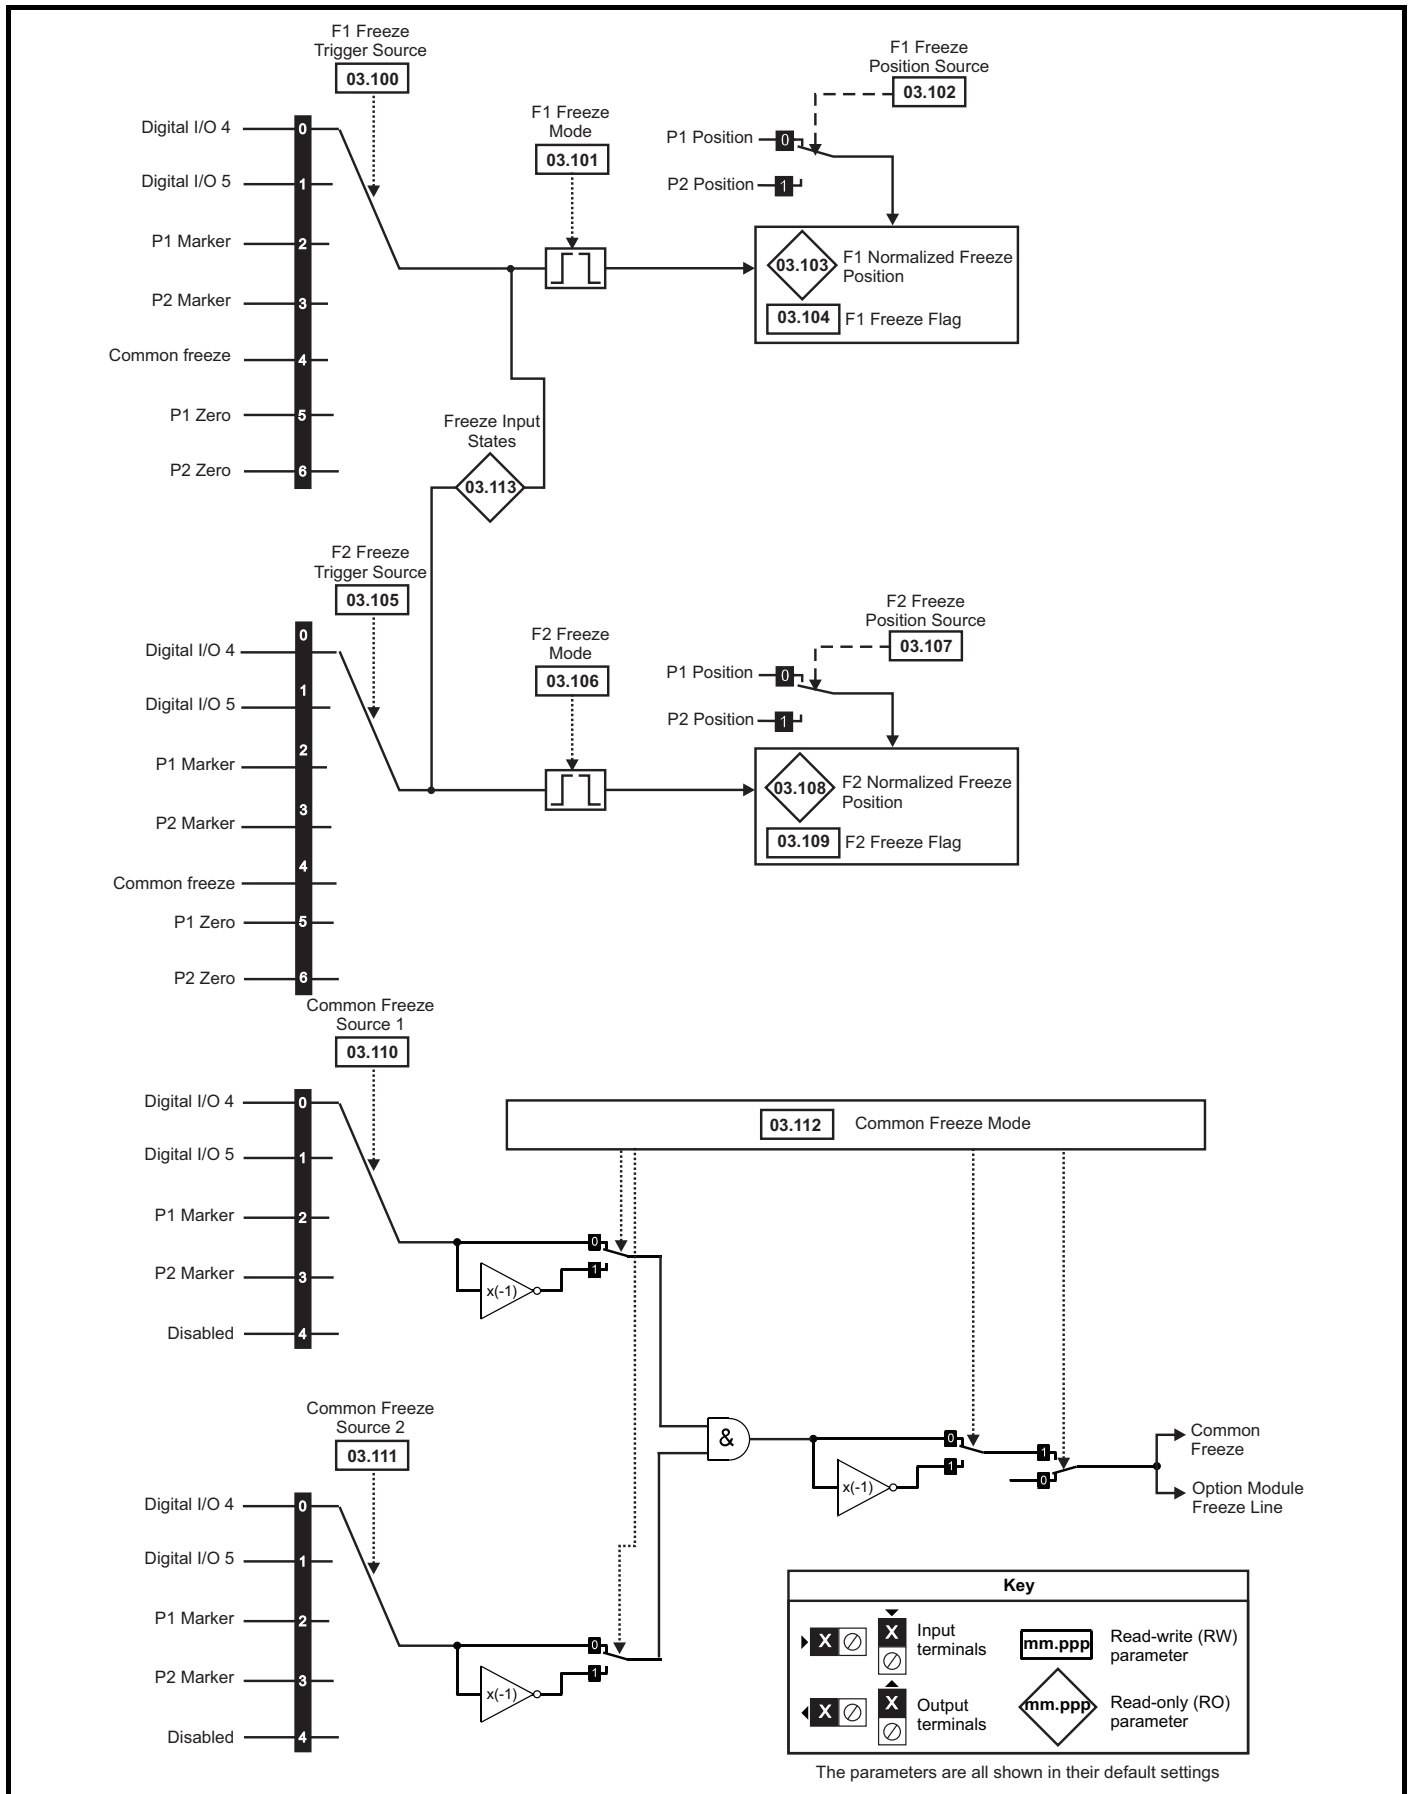 F1 Freeze
Trigger Source
03.100
F1 Freeze
Position Source
03.102
F1 Freeze
Mode
03.101
Digital I/O 4
0
Digital I/O 5
1
P1 Marker
2
P2 Marker
3
Common freeze
4
P1 Zero
5
P2 Zero
6
P1 Position
0
P2 Position
1
03.103
F1 Normalized Freeze
Position
03.104
F1 Freeze Flag
Freeze Input
States
03.113
F2 Freeze
Trigger Source
03.105
F2 Freeze
Mode
03.106
F2 Freeze
Position Source
03.107
0
Digital I/O 4
1
Digital I/O 5
2
P1 Marker
3
P2 Marker
4
Common freeze
P1 Zero
5
P2 Zero
6
P1 Position
0
P2 Position
1
03.108
F2 Normalized Freeze
Position
03.109
F2 Freeze Flag
Common Freeze
Source 1
03.110
Digital I/O 4
0
Digital I/O 5
1
P1 Marker
2
P2 Marker
3
Disabled
4
03.112
Common Freeze Mode
0
1
x(-1)
Common Freeze
Source 2
03.111
Digital I/O 4
0
Digital I/O 5
1
P1 Marker
2
P2 Marker
3
Disabled
4
0
1
x(-1)
&
0
1
x(-1)
1
0
Common
Freeze
Option Module
Freeze Line
Key
X
X
Input
terminals
mm.ppp
Read-write (RW)
parameter
X
X
Output
terminals
mm.ppp
Read-only (RO)
parameter
The parameters are all shown in their default settings